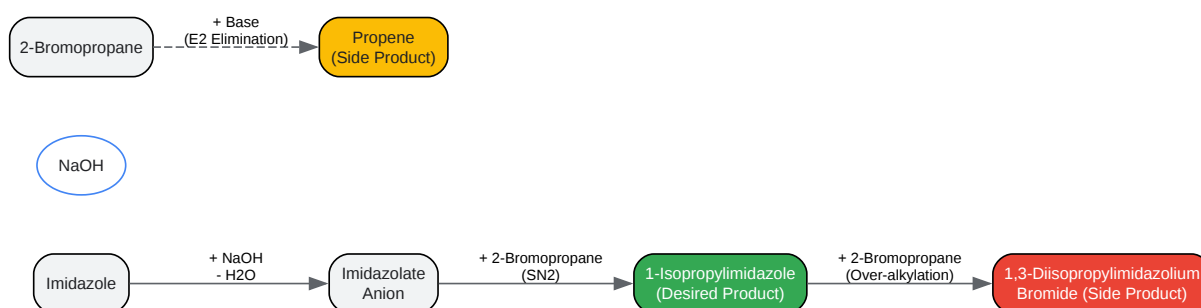 2-Bromopropane
+ Base
(E2 Elimination)
Propene
(Side Product)
NaOH
Imidazole
+ NaOH
- H2O
Imidazolate
Anion
+ 2-Bromopropane
(SN2)
1-Isopropylimidazole
(Desired Product)
+ 2-Bromopropane
(Over-alkylation)
1,3-Diisopropylimidazolium
Bromide (Side Product)